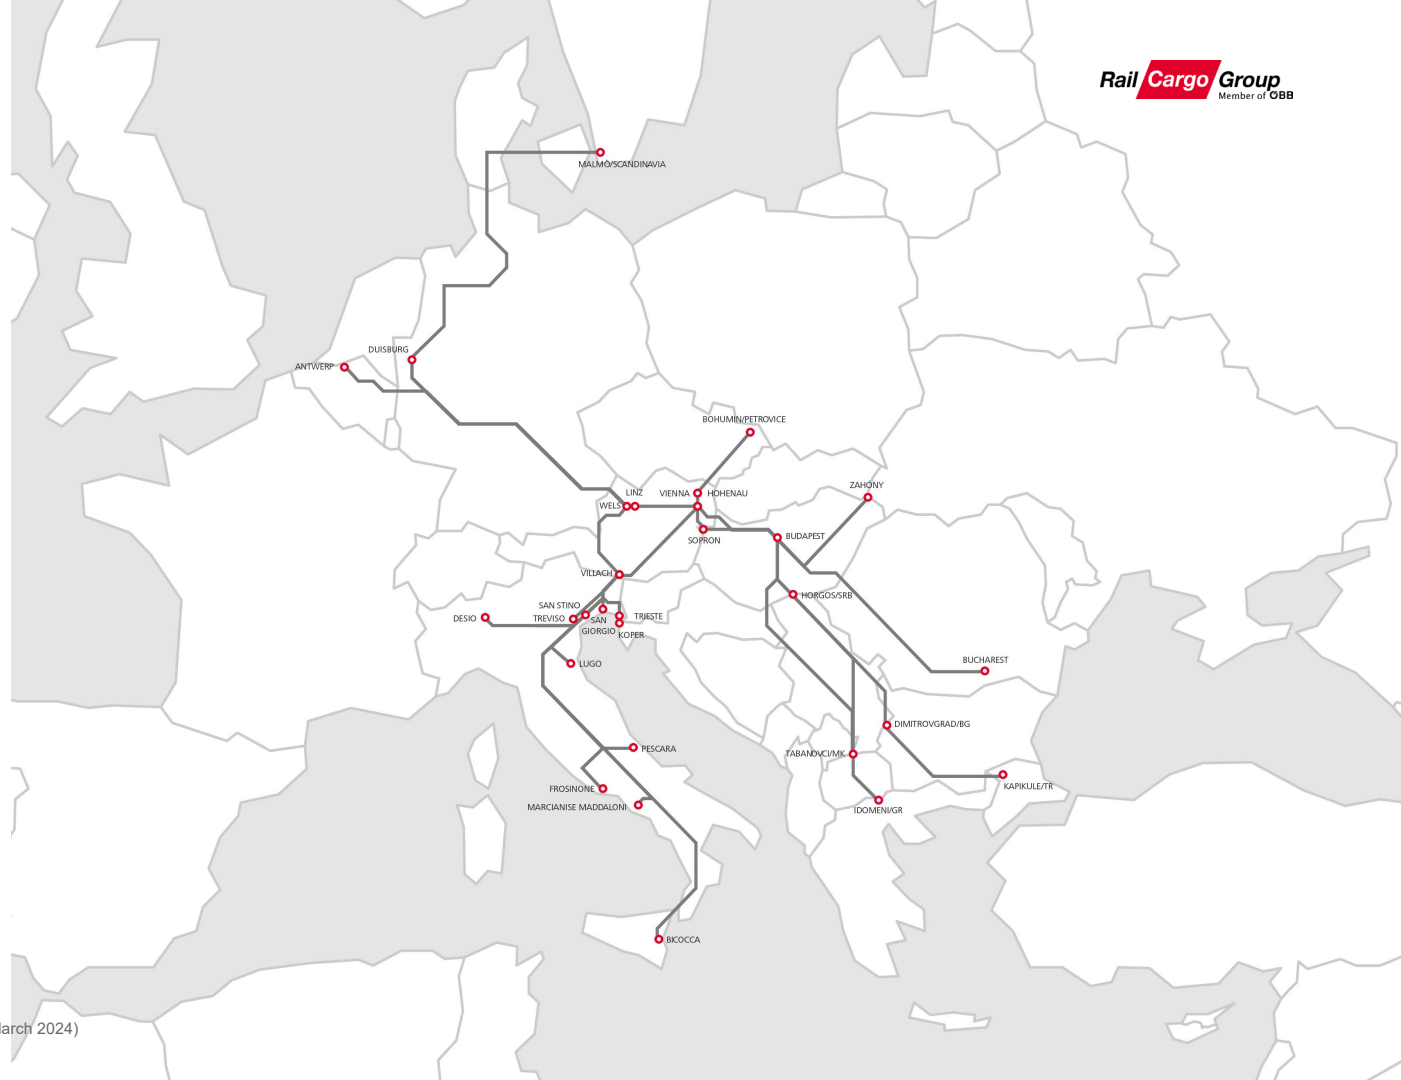 Rail Cargo Group
Member of ÖBB
MALMÖ/SCANDINAVIA
DUISBURG
ANTWERP
BOHUMIN/PETROVICE
ZAHONY
LINZ
VIENNA
HOHENAU
WELS
SOPRON
BUDAPEST
VILLACH
HORGOS/SRB
SAN STINO
DESIO
TREVISO
SAN
GIORGIO
TRIESTE
KOPER
LUGO
BUCHAREST
DIMITROVGRAD/BG
PESCARA
TABANOVCI/MK
FROSINONE
KAPIKULE/TR
MARCIANISE MADDALONI
IDOMENI/GR
BICOCCA
arch 2024)